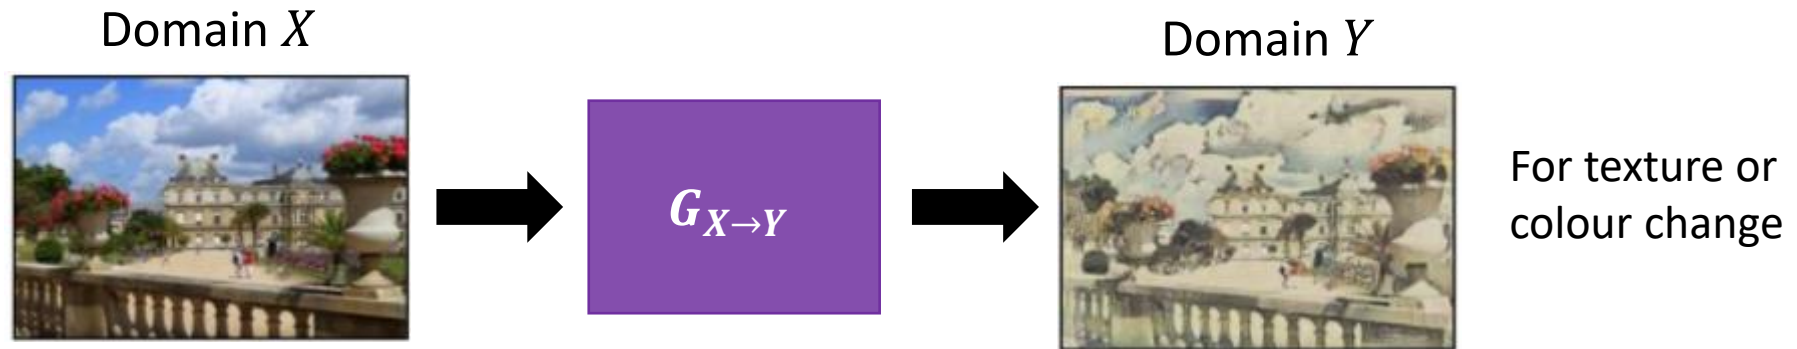 Domain X
Domain Y
G_{X→Y}
For texture or
colour change